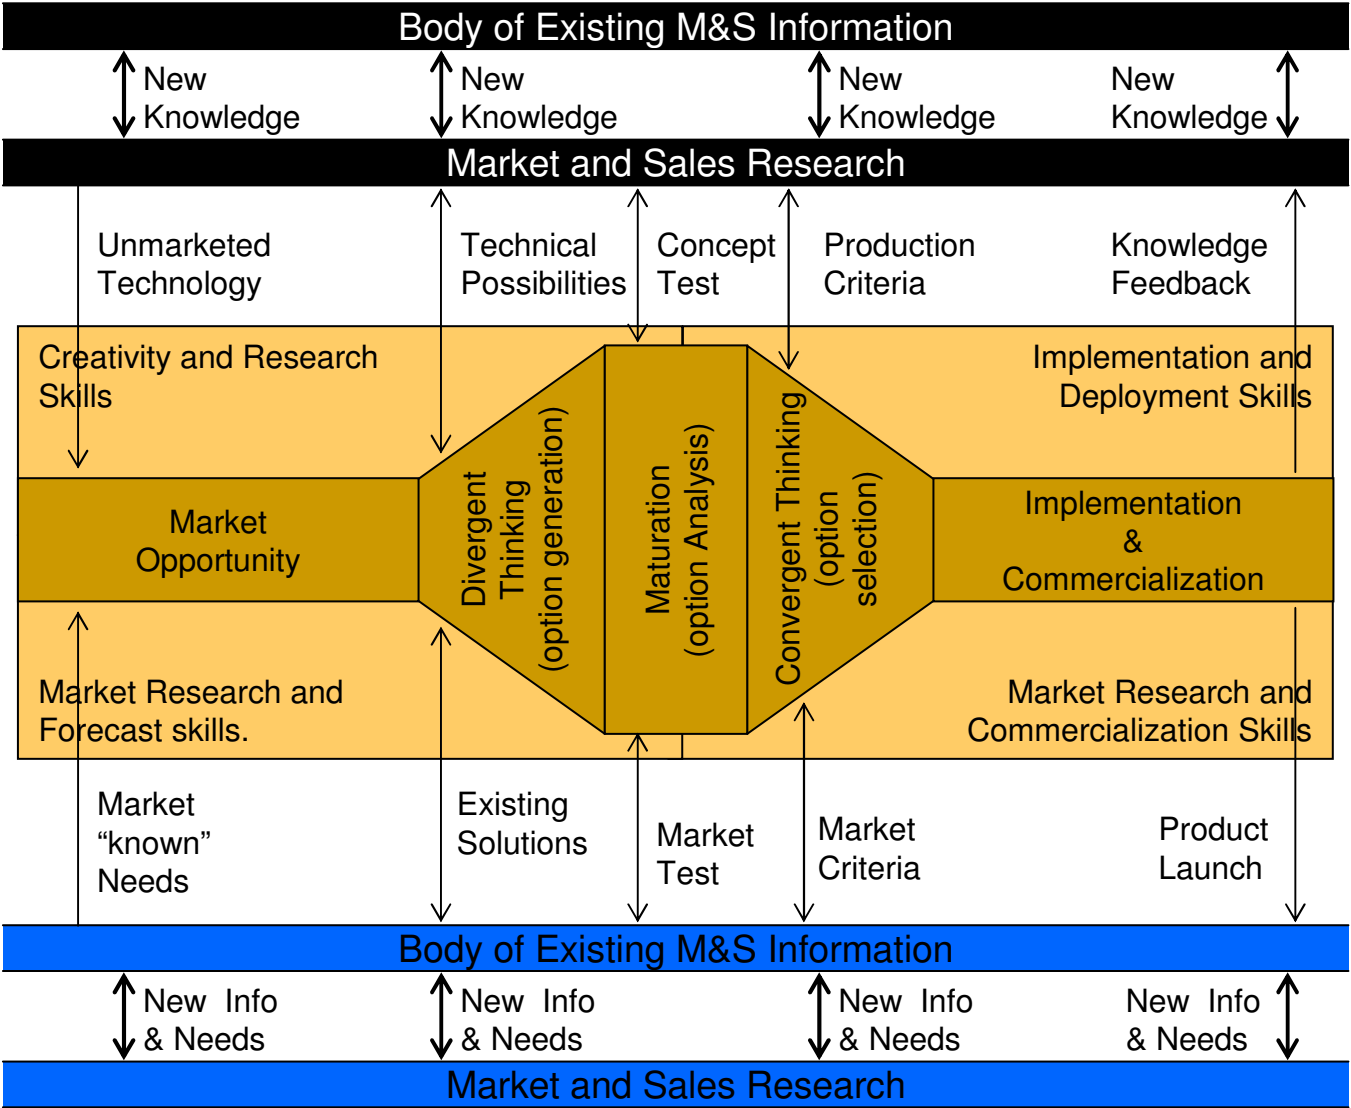 Body of Existing M&S Information
New
Knowledge
New
Knowledge
New
Knowledge
New
Knowledge
Market and Sales Research
Unmarketed
Technology
Technical
Possibilities
Concept
Test
Production
Criteria
Knowledge
Feedback
Creativity and Research
Skills
Implementation and
Deployment Skills
Market
Opportunity
Divergent
Thinking
(option generation)
Maturation
(option Analysis)
Convergent Thinking
(option
selection)
Implementation
&
Commercialization
Market Research and
Forecast skills.
Market Research and
Commercialization Skills
Market
“known”
Needs
Existing
Solutions
Market
Test
Market
Criteria
Product
Launch
Body of Existing M&S Information
New Info
& Needs
New Info
& Needs
New Info
& Needs
New Info
& Needs
Market and Sales Research